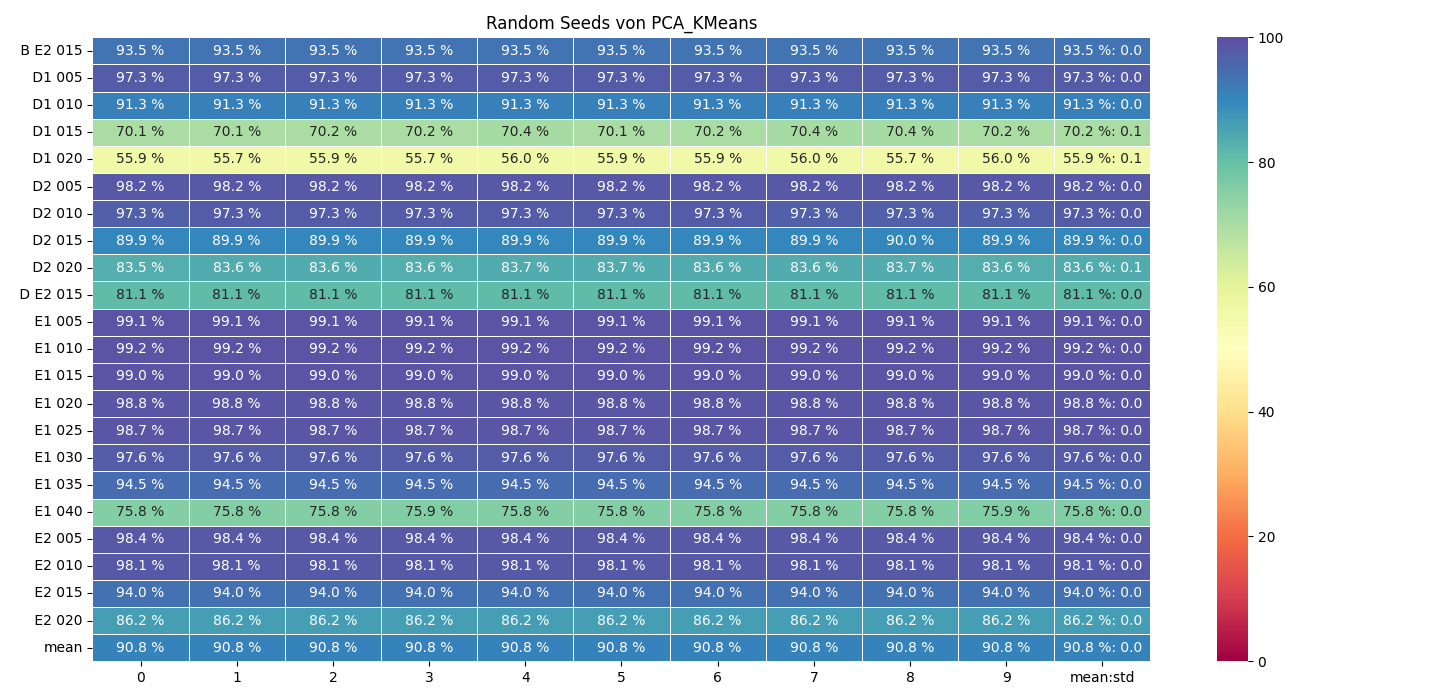 Random Seeds von PCA_KMeans
B E2 015 93.5 % 93.5 % 93.5 % 93.5 % 93.5 % 93.5 % 93.5 % 93.5 % 93.5 % 93.5 % 93.5 %: 0.0
D1 005 97.3 % 97.3 % 97.3 % 97.3 % 97.3 % 97.3 % 97.3 % 97.3 % 97.3 % 97.3 % 97.3 %: 0.0
D1 010 91.3 % 91.3 % 91.3 % 91.3 % 91.3 % 91.3 % 91.3 % 91.3 % 91.3 % 91.3 % 91.3 %: 0.0
D1 015 70.1 % 70.1 % 70.2 % 70.2 % 70.4 % 70.1 % 70.2 % 70.4 % 70.4 % 70.2 % 70.2 %: 0.1
D1 020 55.9 % 55.7 % 55.9 % 55.7 % 56.0 % 55.9 % 55.9 % 56.0 % 55.7 % 56.0 % 55.9 %: 0.1
D2 005 98.2 % 98.2 % 98.2 % 98.2 % 98.2 % 98.2 % 98.2 % 98.2 % 98.2 % 98.2 % 98.2 %: 0.0
D2 010 97.3 % 97.3 % 97.3 % 97.3 % 97.3 % 97.3 % 97.3 % 97.3 % 97.3 % 97.3 % 97.3 %: 0.0
D2 015 89.9 % 89.9 % 89.9 % 89.9 % 89.9 % 89.9 % 89.9 % 89.9 % 90.0 % 89.9 % 89.9 %: 0.0
D2 020 83.5 % 83.6 % 83.6 % 83.6 % 83.7 % 83.7 % 83.6 % 83.6 % 83.7 % 83.6 % 83.6 %: 0.1
D E2 015 81.1 % 81.1 % 81.1 % 81.1 % 81.1 % 81.1 % 81.1 % 81.1 % 81.1 % 81.1 % 81.1 %: 0.0
E1 005 99.1 % 99.1 % 99.1 % 99.1 % 99.1 % 99.1 % 99.1 % 99.1 % 99.1 % 99.1 % 99.1 %: 0.0
E1 010 99.2 % 99.2 % 99.2 % 99.2 % 99.2 % 99.2 % 99.2 % 99.2 % 99.2 % 99.2 % 99.2 %: 0.0
E1 015 99.0 % 99.0 % 99.0 % 99.0 % 99.0 % 99.0 % 99.0 % 99.0 % 99.0 % 99.0 % 99.0 %: 0.0
E1 020 98.8 % 98.8 % 98.8 % 98.8 % 98.8 % 98.8 % 98.8 % 98.8 % 98.8 % 98.8 % 98.8 %: 0.0
E1 025 98.7 % 98.7 % 98.7 % 98.7 % 98.7 % 98.7 % 98.7 % 98.7 % 98.7 % 98.7 % 98.7 %: 0.0
E1 030 97.6 % 97.6 % 97.6 % 97.6 % 97.6 % 97.6 % 97.6 % 97.6 % 97.6 % 97.6 % 97.6 %: 0.0
E1 035 94.5 % 94.5 % 94.5 % 94.5 % 94.5 % 94.5 % 94.5 % 94.5 % 94.5 % 94.5 % 94.5 %: 0.0
E1 040 75.8 % 75.8 % 75.8 % 75.9 % 75.8 % 75.8 % 75.8 % 75.8 % 75.8 % 75.9 % 75.8 %: 0.0
E2 005 98.4 % 98.4 % 98.4 % 98.4 % 98.4 % 98.4 % 98.4 % 98.4 % 98.4 % 98.4 % 98.4 %: 0.0
E2 010 98.1 % 98.1 % 98.1 % 98.1 % 98.1 % 98.1 % 98.1 % 98.1 % 98.1 % 98.1 % 98.1 %: 0.0
E2 015 94.0 % 94.0 % 94.0 % 94.0 % 94.0 % 94.0 % 94.0 % 94.0 % 94.0 % 94.0 % 94.0 %: 0.0
E2 020 86.2 % 86.2 % 86.2 % 86.2 % 86.2 % 86.2 % 86.2 % 86.2 % 86.2 % 86.2 % 86.2 %: 0.0
mean 90.8 % 90.8 % 90.8 % 90.8 % 90.8 % 90.8 % 90.8 % 90.8 % 90.8 % 90.8 % 90.8 %: 0.0
0 1 2 3 4 5 6 7 8 9 mean:std
100
80
60
40
20
0